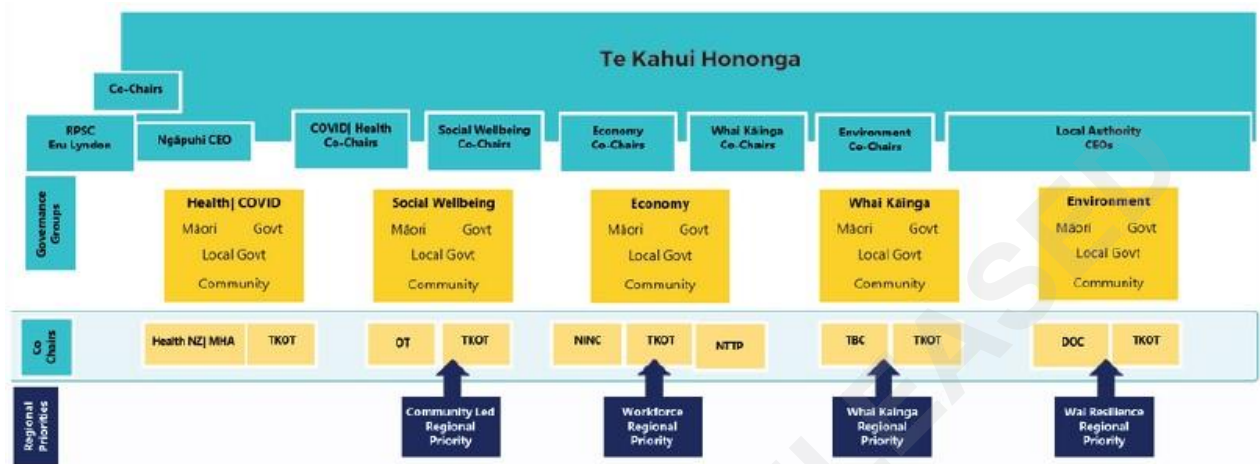 Te Kahui Hononga
Co-Chairs
RPSC
Eru Lyndon
Ngāpuhi CEO
COVID| Health
Co-Chairs
Social Wellbeing
Co-Chairs
Economy
Co-Chairs
Whai Kāinga
Co-Chairs
Environment
Co-Chairs
Local Authority
CEOs
Governance
Groups
Health| COVID
Māori Govt
Local Govt
Community
Social Wellbeing
Māori Govt
Local Govt
Community
Economy
Māori Govt
Local Govt
Community
Whai Kāinga
Māori Govt
Local Govt
Community
Environment
Māori Govt
Local Govt
Community
Co
Chairs
Health NZ| MHA
TKOT
OT
TKOT
NINC
TKOT
NTTP
TBC
TKOT
DOC
TKOT
Regional
Priorities
Community Led
Regional
Priority
Workforce
Regional
Priority
Whai Kainga
Regional
Priority
Wai Resilience
Regional
Priority